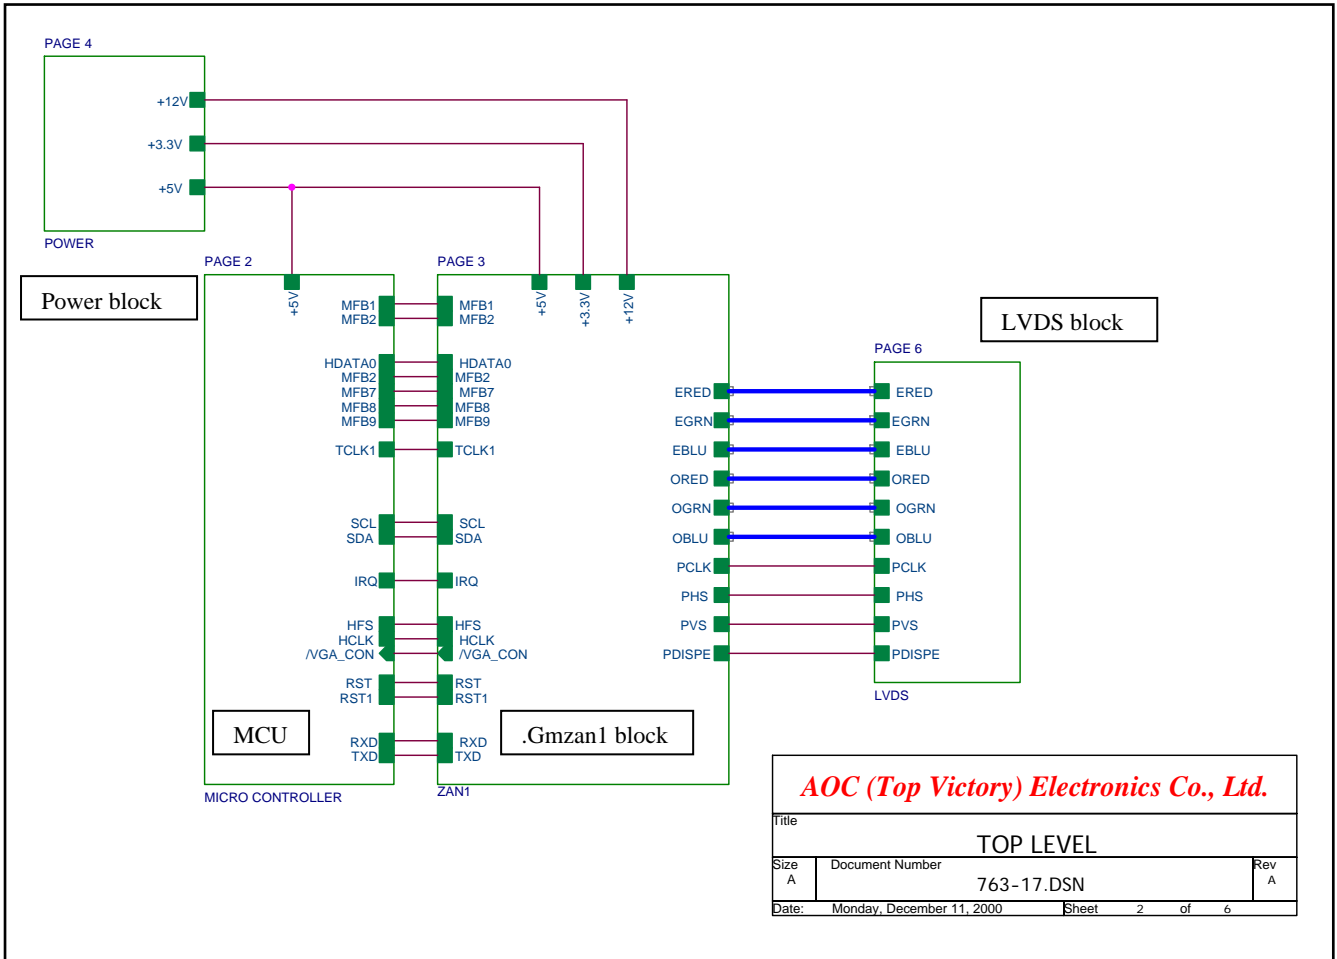 PAGE 4
+12V
+3.3V
+5V
POWER
Power block
PAGE 2
+5V
MFB1
MFB2
HDATA0
MFB2
MFB7
MFB8
MFB9
TCLK1
SCL
SDA
IRQ
HFS
HCLK
/VGA_CON
RST
RST1
RXD
TXD
MCU
MICRO CONTROLLER
PAGE 3
+5V
+3.3V
+12V
MFB1
MFB2
HDATA0
MFB2
MFB7
MFB8
MFB9
TCLK1
SCL
SDA
IRQ
HFS
HCLK
/VGA_CON
RST
RST1
RXD
TXD
ERED
EGRN
EBLU
ORED
OGRN
OBLU
PCLK
PHS
PVS
PDISPE
.Gmzan1 block
ZAN1
LVDS block
PAGE 6
ERED
EGRN
EBLU
ORED
OGRN
OBLU
PCLK
PHS
PVS
PDISPE
LVDS
AOC (Top Victory) Electronics Co., Ltd.
Title
TOP LEVEL
Size Document Number Rev
A 763-17.DSN A
Date: Monday, December 11, 2000 Sheet 2 of 6